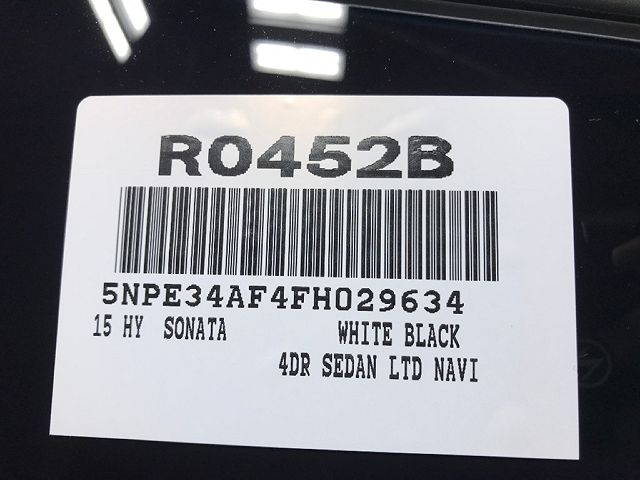 R0452B
5NPE34AF4FH029634
15 HY SONATA WHITE BLACK
4DR SEDAN LTD NAVI